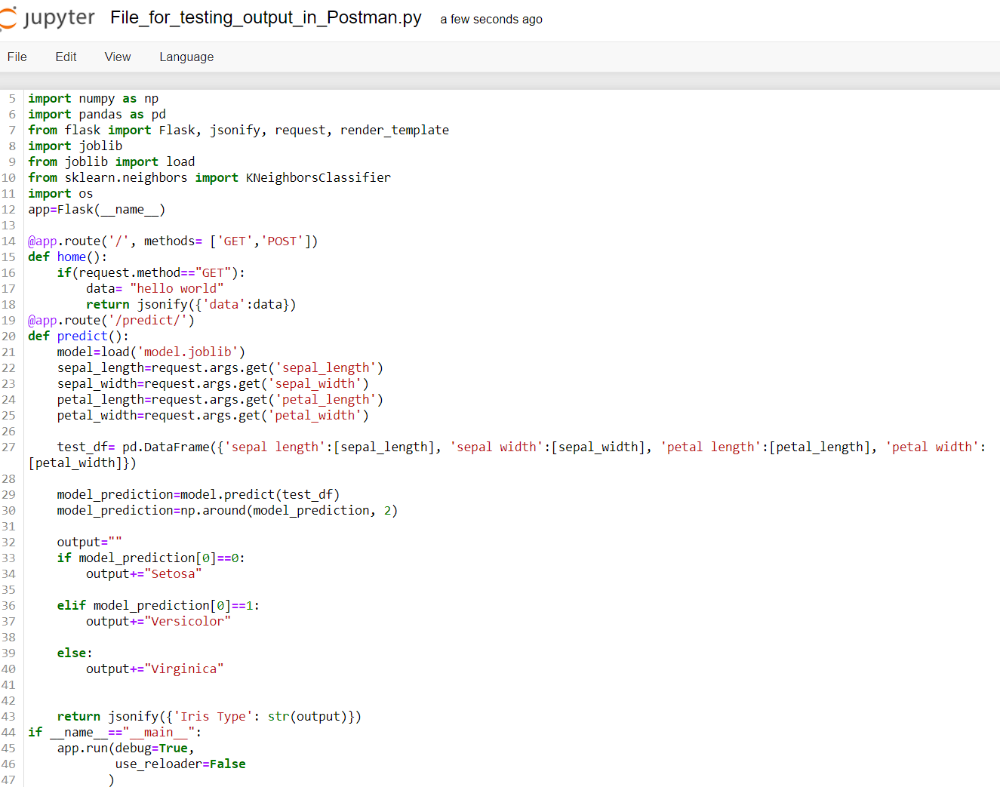 jupyter File_for_testing_output_in_Postman.py a few seconds ago
File Edit View Language
5 import numpy as np
6 import pandas as pd
7 from flask import Flask, jsonify, request, render_template
8 import joblib
9 from joblib import load
10 from sklearn.neighbors import KNeighborsClassifier
11 import os
12 app=Flask(__name__)
13
14 @app.route('/', methods= ['GET','POST'])
15 def home():
16     if(request.method=="GET"):
17         data= "hello world"
18         return jsonify({'data':data})
19 @app.route('/predict/')
20 def predict():
21     model=load('model.joblib')
22     sepal_length=request.args.get('sepal_length')
23     sepal_width=request.args.get('sepal_width')
24     petal_length=request.args.get('petal_length')
25     petal_width=request.args.get('petal_width')
26
27     test_df= pd.DataFrame({'sepal length':[sepal_length], 'sepal width':[sepal_width], 'petal length':[petal_length], 'petal width':
[petal_width]})
28
29     model_prediction=model.predict(test_df)
30     model_prediction=np.around(model_prediction, 2)
31
32     output=""
33     if model_prediction[0]==0:
34         output+="Setosa"
35
36     elif model_prediction[0]==1:
37         output+="Versicolor"
38
39     else:
40         output+="Virginica"
41
42
43     return jsonify({'Iris Type': str(output)})
44 if __name__=="__main__":
45     app.run(debug=True,
46             use_reloader=False
47            )